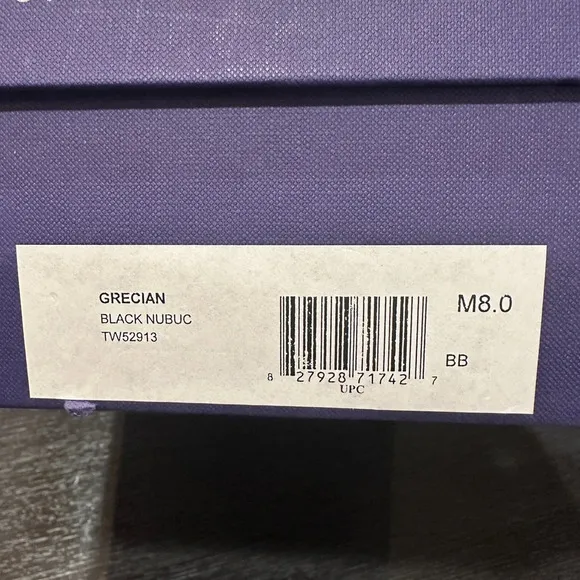 GRECIAN
BLACK NUBUC
TW52913
M8.0
BB
8 27928 71742 7
UPC